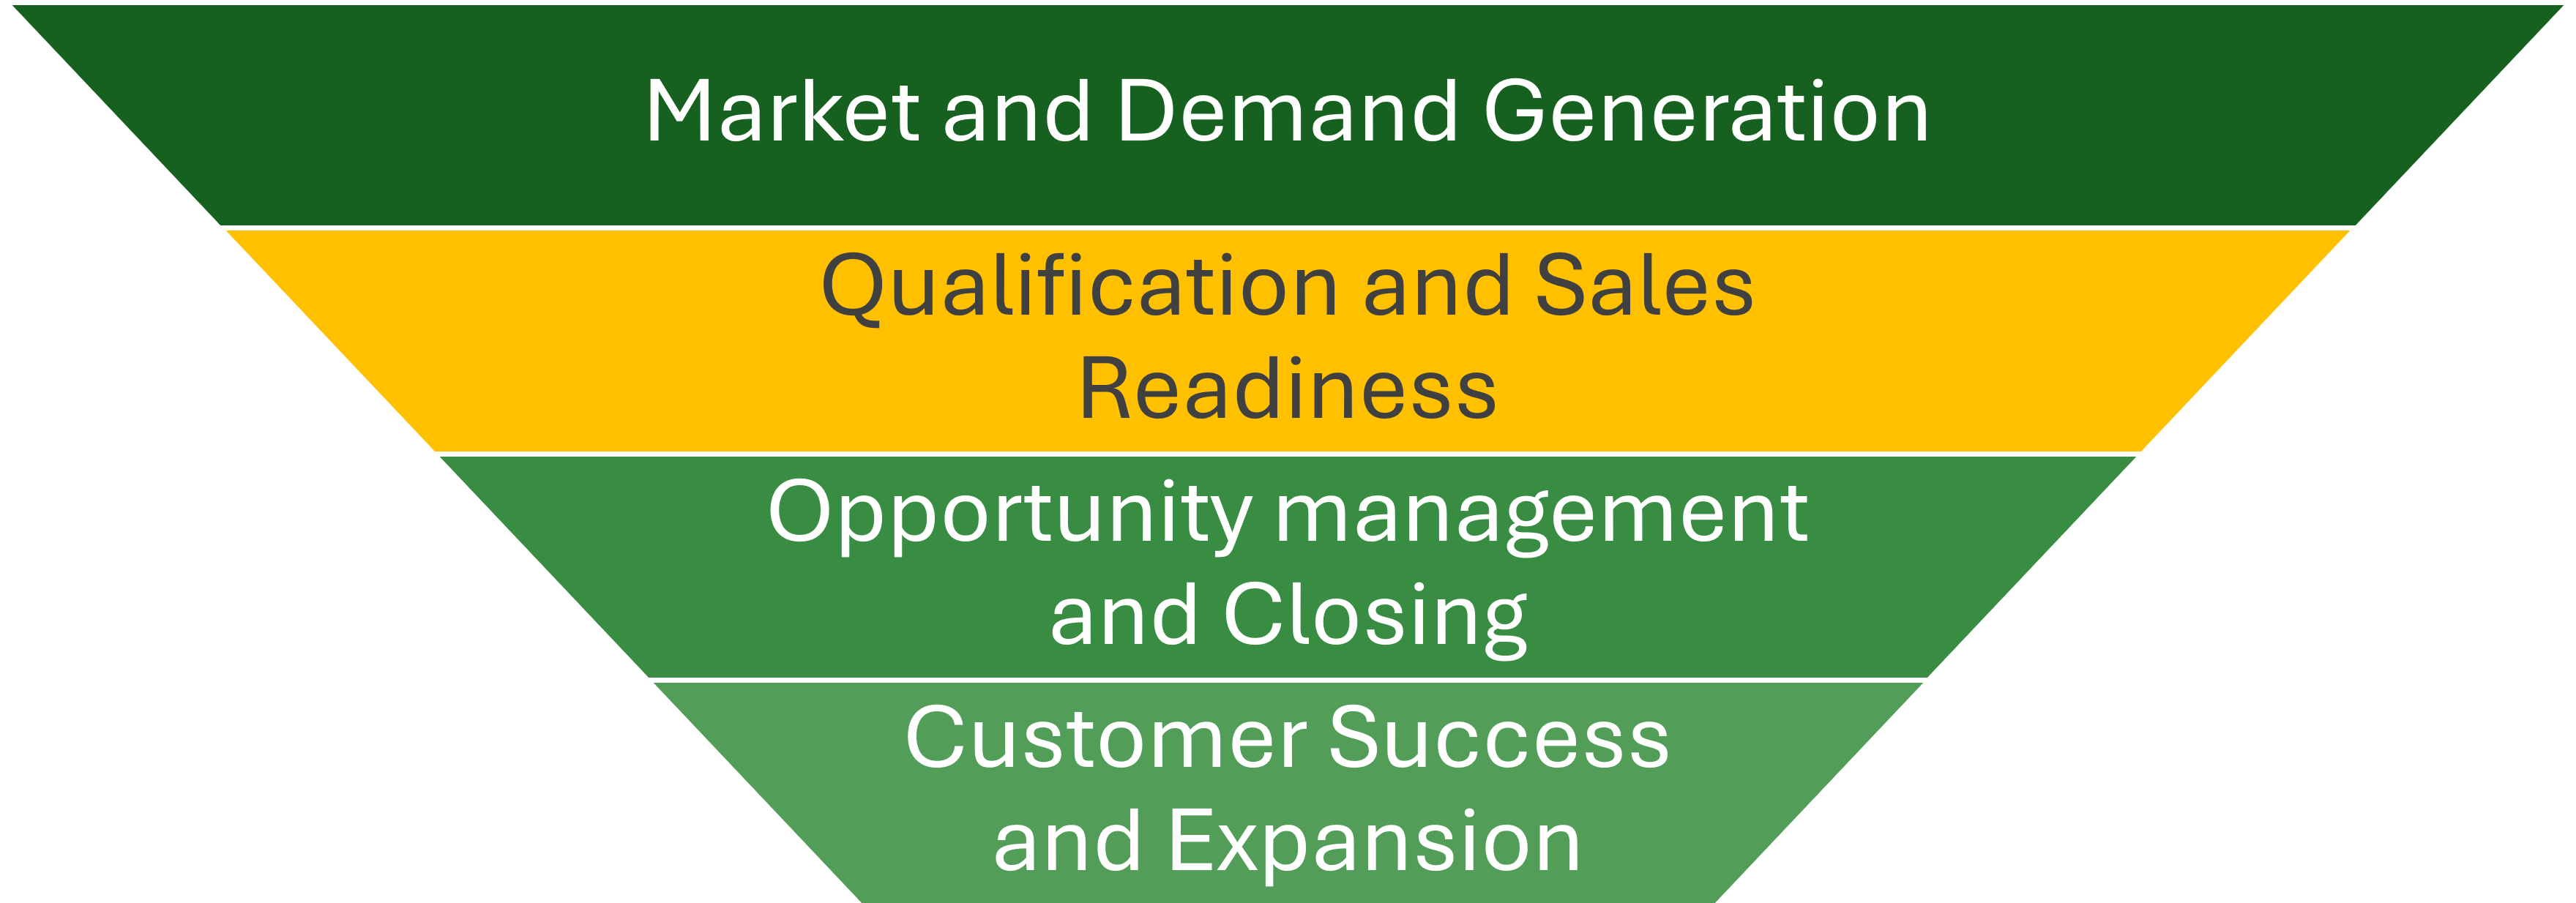 Market and Demand Generation
Qualification and Sales
Readiness
Opportunity management
and Closing
Customer Success
and Expansion